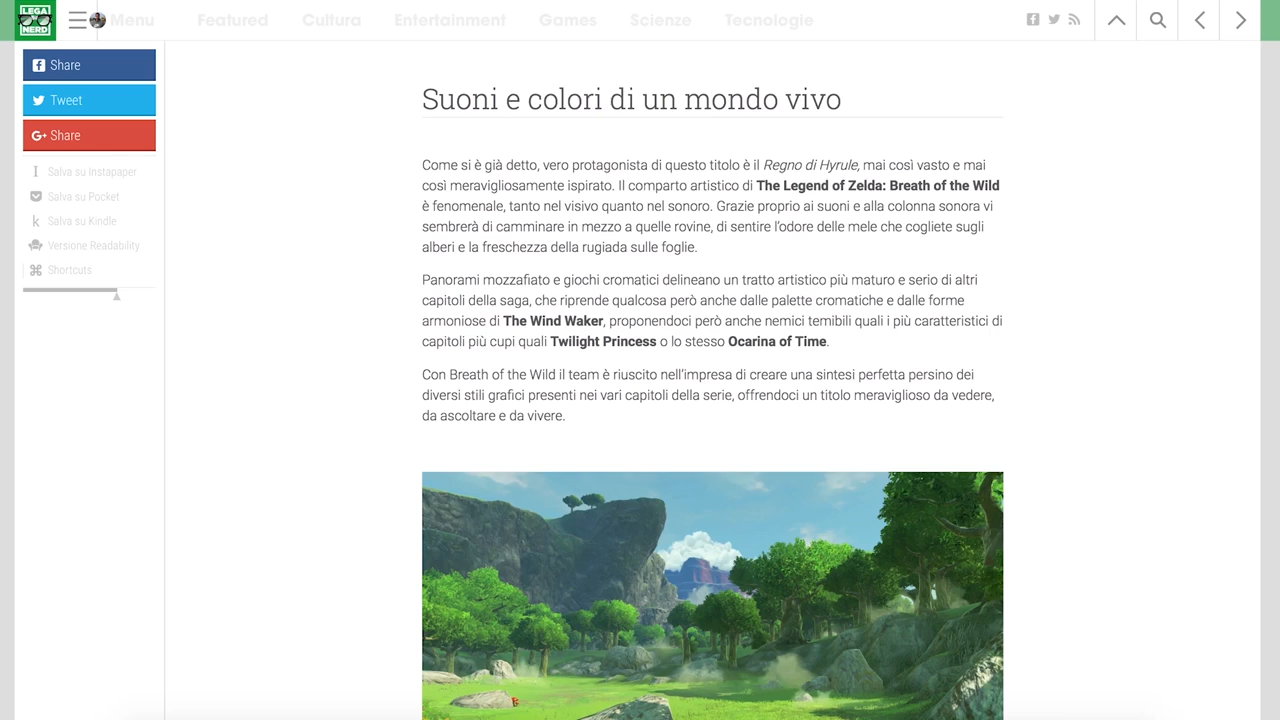 LEGA
NERD
Menu Featured Cultura Entertainment Games Scienze Tecnologie
Share
Tweet
G+ Share
Salva su Instapaper
Salva su Pocket
Salva su Kindle
Versione Readability
Shortcuts
Suoni e colori di un mondo vivo
Come si è già detto, vero protagonista di questo titolo è il Regno di Hyrule, mai così vasto e mai
così meravigliosamente ispirato. Il comparto artistico di The Legend of Zelda: Breath of the Wild
è fenomenale, tanto nel visivo quanto nel sonoro. Grazie proprio ai suoni e alla colonna sonora vi
sembrerà di camminare in mezzo a quelle rovine, di sentire l'odore delle mele che cogliete sugli
alberi e la freschezza della rugiada sulle foglie.
Panorami mozzafiato e giochi cromatici delineano un tratto artistico più maturo e serio di altri
capitoli della saga, che riprende qualcosa però anche dalle palette cromatiche e dalle forme
armoniose di The Wind Waker, proponendoci però anche nemici temibili quali i più caratteristici di
capitoli più cupi quali Twilight Princess o lo stesso Ocarina of Time.
Con Breath of the Wild il team è riuscito nell'impresa di creare una sintesi perfetta persino dei
diversi stili grafici presenti nei vari capitoli della serie, offrendoci un titolo meraviglioso da vedere,
da ascoltare e da vivere.